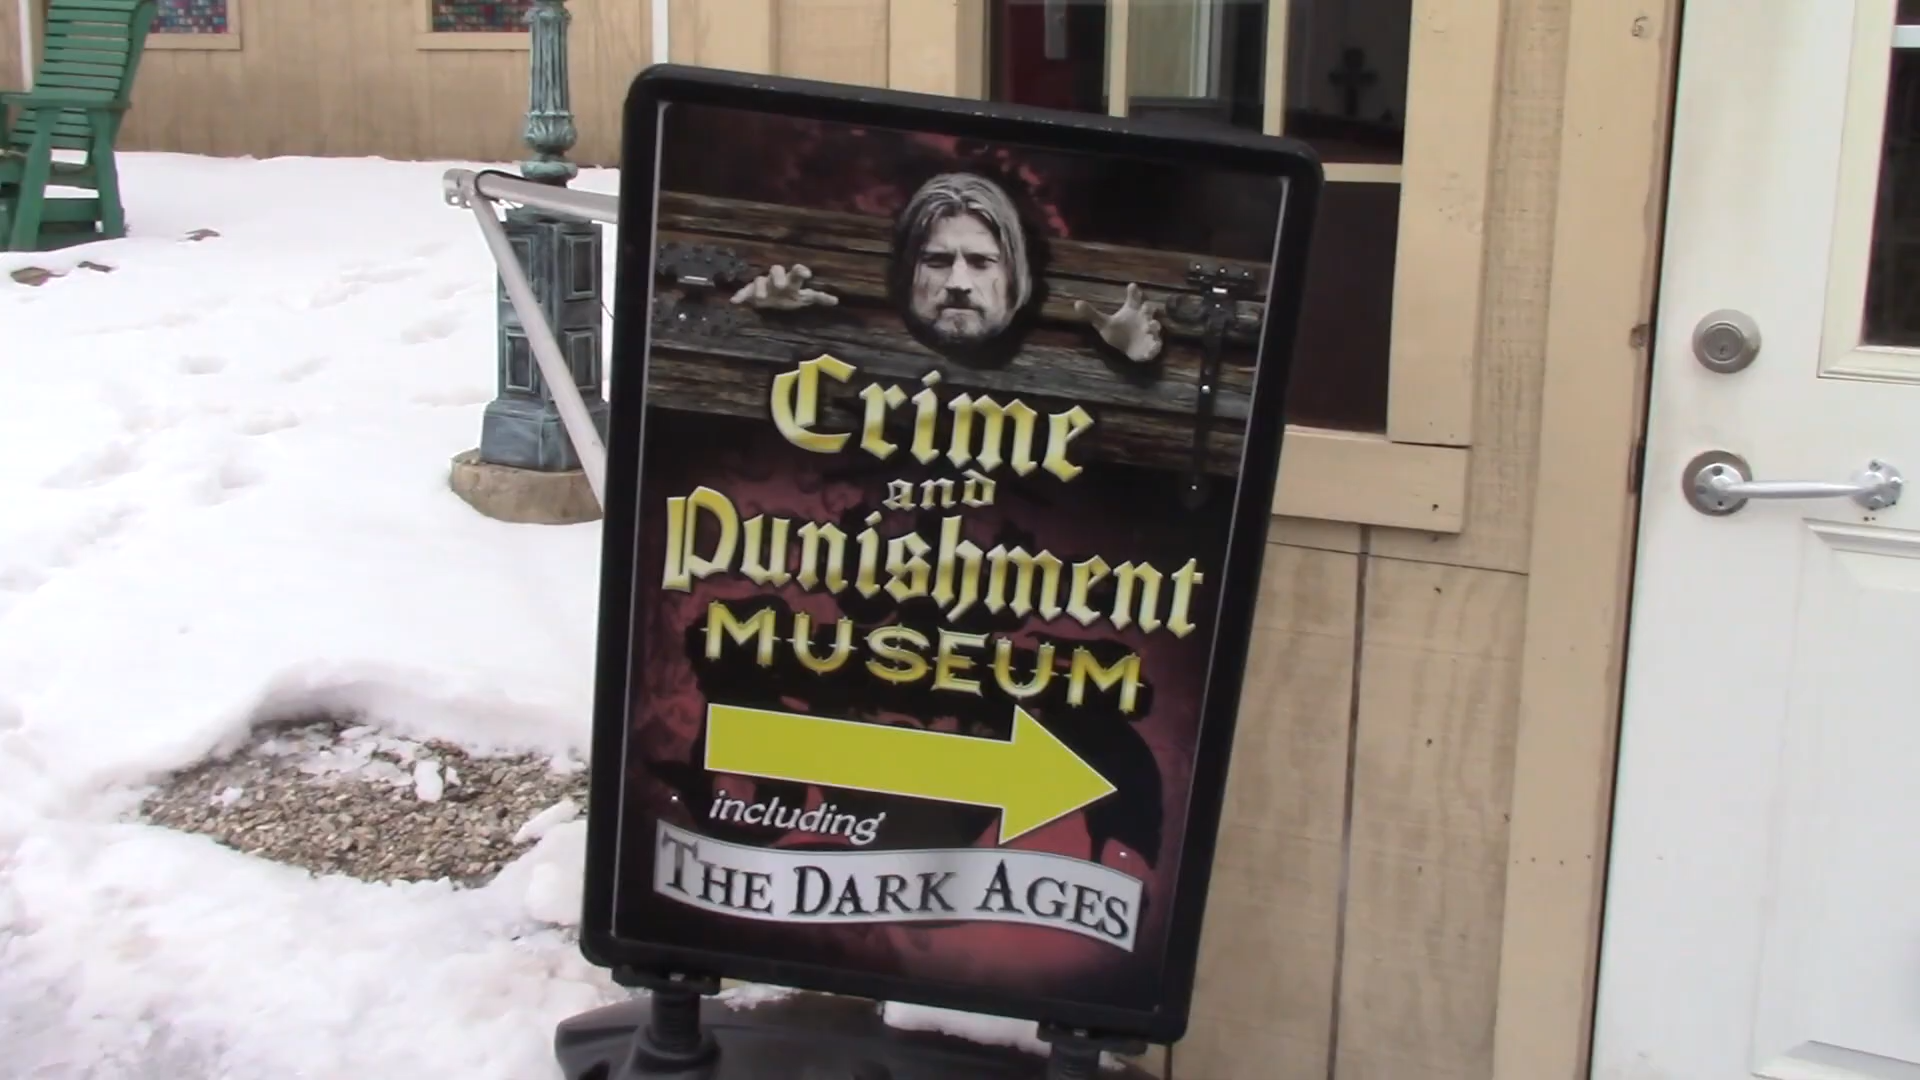 Crime
and
Punishment
MUSEUM
including
THE DARK AGES